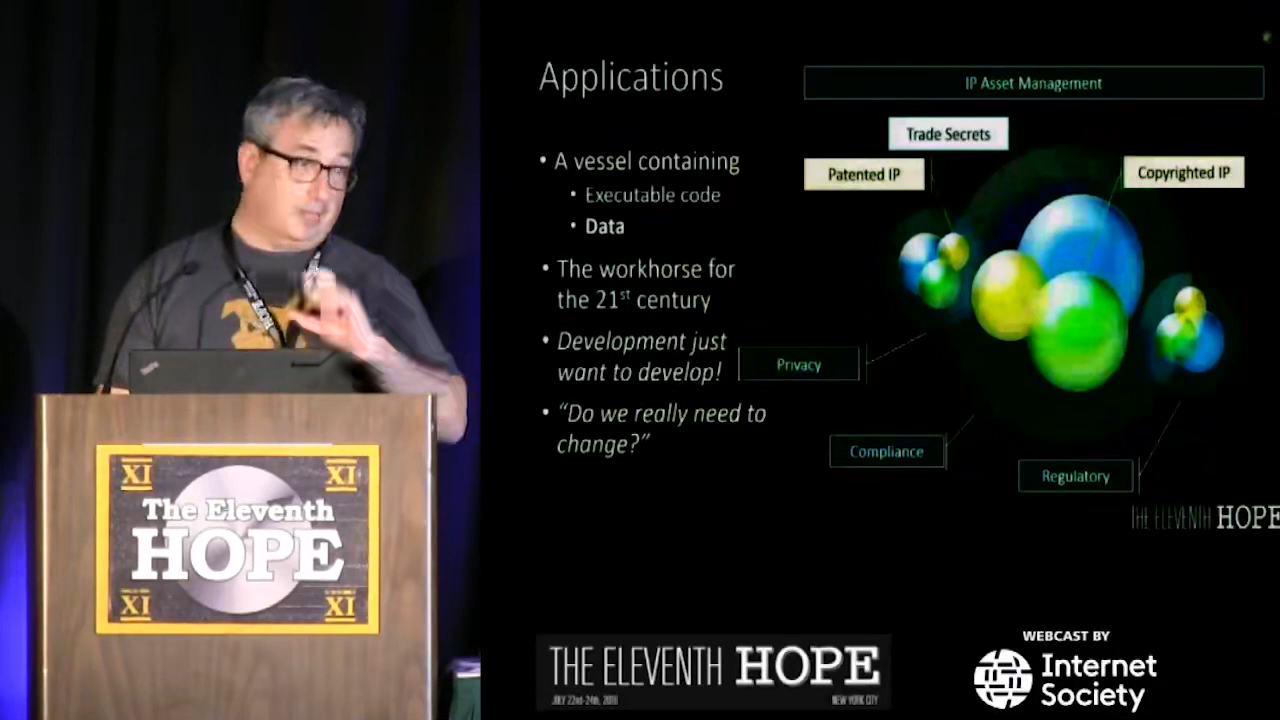 Applications
• A vessel containing
• Executable code
• Data
• The workhorse for
the 21st century
• Development just
want to develop!
• “Do we really need to
change?”
IP Asset Management
Trade Secrets
Patented IP
Copyrighted IP
Privacy
Compliance
Regulatory
THE ELEVENTH HOPE
HOPE
XI XI
The Eleventh
HOPE
XI XI
THE ELEVENTH HOPE
JULY 22nd-24th, 2016 NEW YORK CITY
WEBCAST BY
Internet
Society